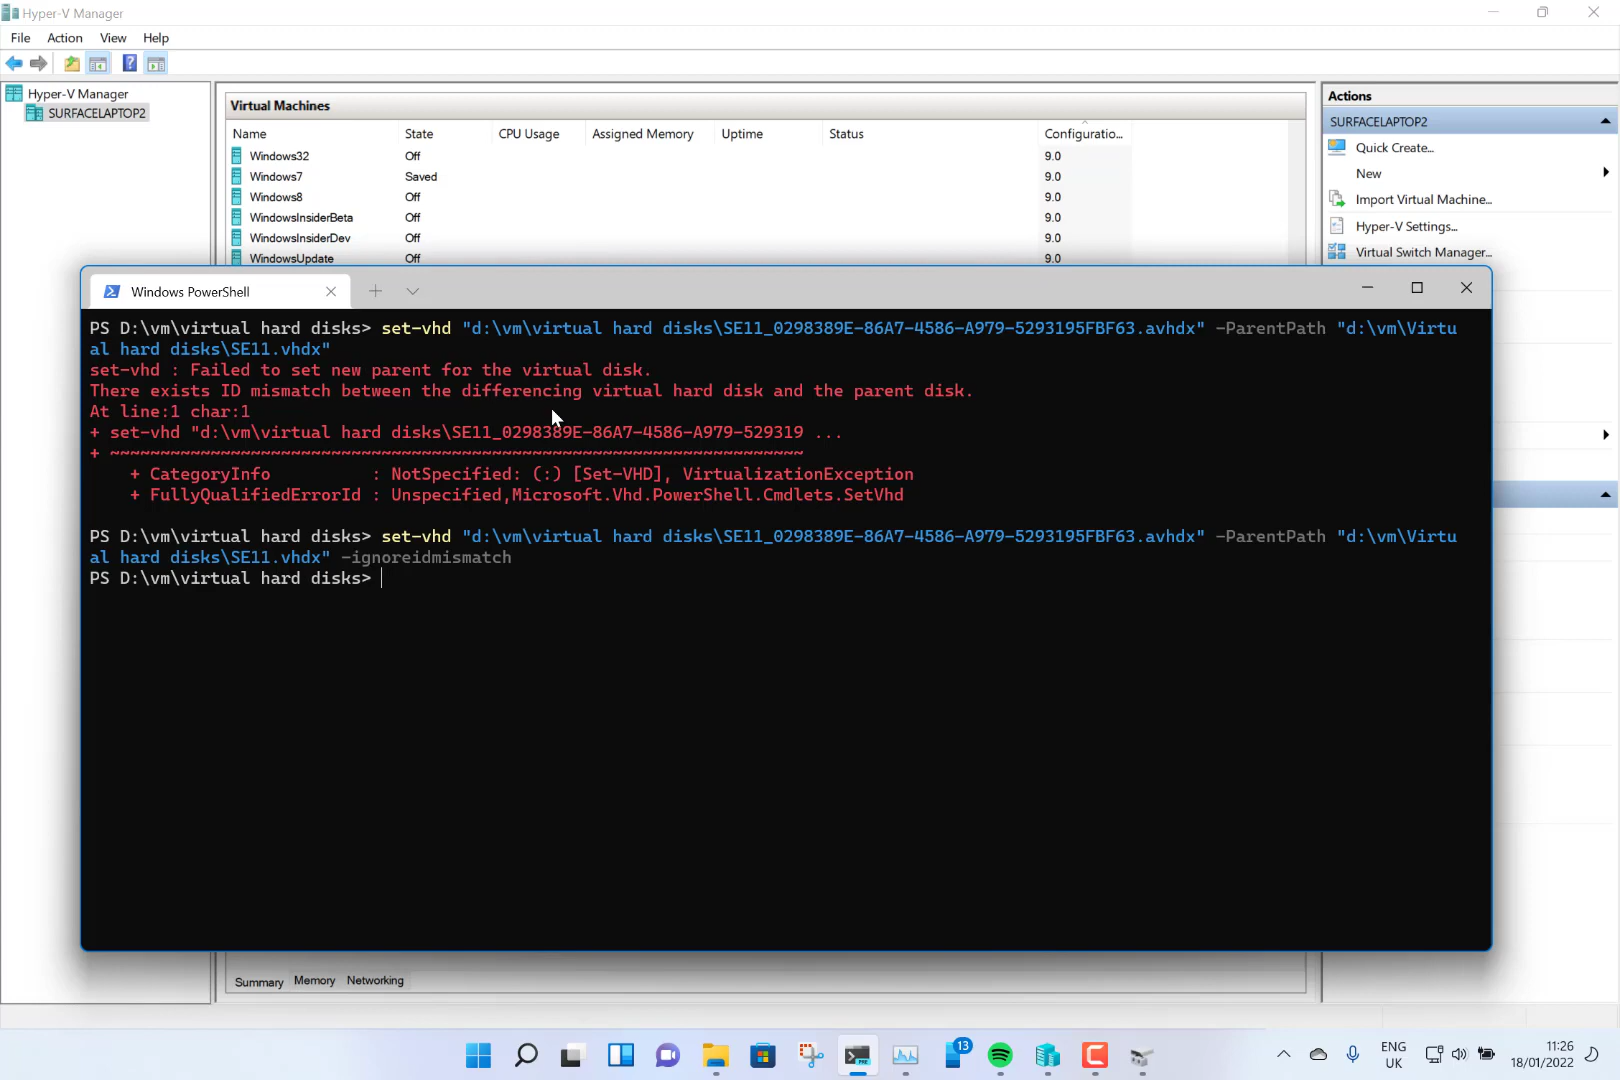 Hyper-V Manager
File Action View Help
Hyper-V Manager
SURFACELAPTOP2
Virtual Machines
Name State CPU Usage Assigned Memory Uptime Status Configuratio...
Windows32 Off 9.0
Windows7 Saved 9.0
Windows8 Off 9.0
WindowsInsiderBeta Off 9.0
WindowsInsiderDev Off 9.0
WindowsUpdate Off 9.0
Actions
SURFACELAPTOP2
Quick Create...
New
Import Virtual Machine...
Hyper-V Settings...
Virtual Switch Manager...
Windows PowerShell
PS D:\vm\virtual hard disks> set-vhd "d:\vm\virtual hard disks\SE11_0298389E-86A7-4586-A979-5293195FBF63.avhdx" -ParentPath "d:\vm\Virtu
al hard disks\SE11.vhdx"
set-vhd : Failed to set new parent for the virtual disk.
There exists ID mismatch between the differencing virtual hard disk and the parent disk.
At line:1 char:1
+ set-vhd "d:\vm\virtual hard disks\SE11_0298389E-86A7-4586-A979-529319 ...
+ ~~~~~~~~~~~~~~~~~~~~~~~~~~~~~~~~~~~~~~~~~~~~~~~~~~~~~~~~~~~~~~~~~~~~~
+ CategoryInfo : NotSpecified: (:) [Set-VHD], VirtualizationException
+ FullyQualifiedErrorId : Unspecified,Microsoft.Vhd.PowerShell.Cmdlets.SetVhd
PS D:\vm\virtual hard disks> set-vhd "d:\vm\virtual hard disks\SE11_0298389E-86A7-4586-A979-5293195FBF63.avhdx" -ParentPath "d:\vm\Virtu
al hard disks\SE11.vhdx" -ignoreidmismatch
PS D:\vm\virtual hard disks>
Summary Memory Networking
13
ENG
UK
11:26
18/01/2022